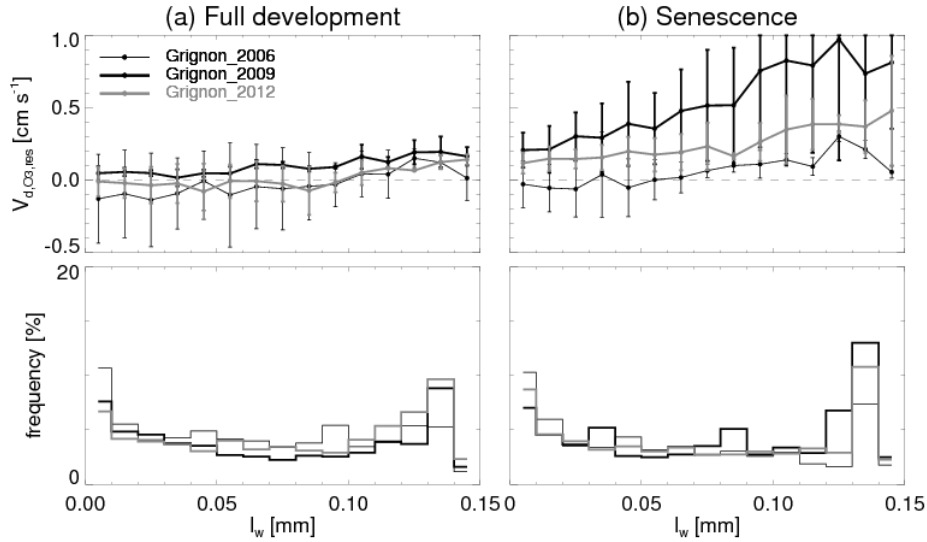 (a) Full development
(b) Senescence
V_d,O3,res [cm s⁻¹]
1.0
0.5
0.0
-0.5
Grignon_2006
Grignon_2009
Grignon_2012
frequency [%]
20
10
0
0.00 0.05 0.10 0.15
0.05 0.10 0.15
l_w [mm]
l_w [mm]